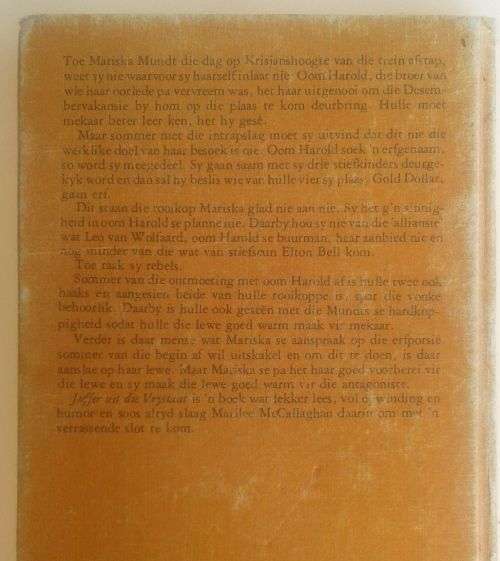 Toe Mariska Mundt die dag op Krisjanshoogte van die trein afstap,
weet sy nie waarvoor sy haarself inlaat nie. Oom Harold, die broer van
wie haar oorlede pa vervreem was, het haar uitgenooi om die Desem-
bervakansie by hom op die plaas te kom deurbring. Hulle moet
mekaar beter leer ken, het hy gesê.
Maar sommer met die intrapslag moet sy uitvind dat dit nie die
werklike doel van haar besoek is nie. Oom Harold soek 'n erfgenaam,
so word sy meegedeel. Sy gaan saam met sy drie stiefkinders deurge-
kyk word en dan sal hy beslis wie van hulle vier sy plaas, Gold Dollar,
gaan erf.
Dit staan die rooikop Mariska glad nie aan nie. Sy het g'n sinnig-
heid in oom Harold se planne nie. Daarby hou sy nie van die 'alliansie'
wat Leo van Wolfaard, oom Harold se buurman, haar aanbied nie en
nog minder van die wat van stiefseun Elton Bell kom.
Toe raak sy rebels.
Sommer van die ontmoeting met oom Harold af is hulle twee ook
haaks en aangesien beide van hulle rooikoppe is, spat die vonke
behoorlik. Daarby is hulle ook geseën met die Mundts se hardkop-
pigheid sodat hulle die lewe goed warm maak vir mekaar.
Verder is daar mense wat Mariska se aanspraak op die erfporsie
sommer van die begin af wil uitskakel en om dit te doen, is daar
aanslae op haar lewe. Maar Mariska se pa het haar goed voorberei vir
die lewe en sy maak die lewe goed warm vir die antagoniste.
Joffer uit die Vrystaat is 'n boek wat lekker lees, vol opwinding en
humor en soos altyd slaag Marilee McCallaghan daarin om met 'n
verrassende slot te kom.